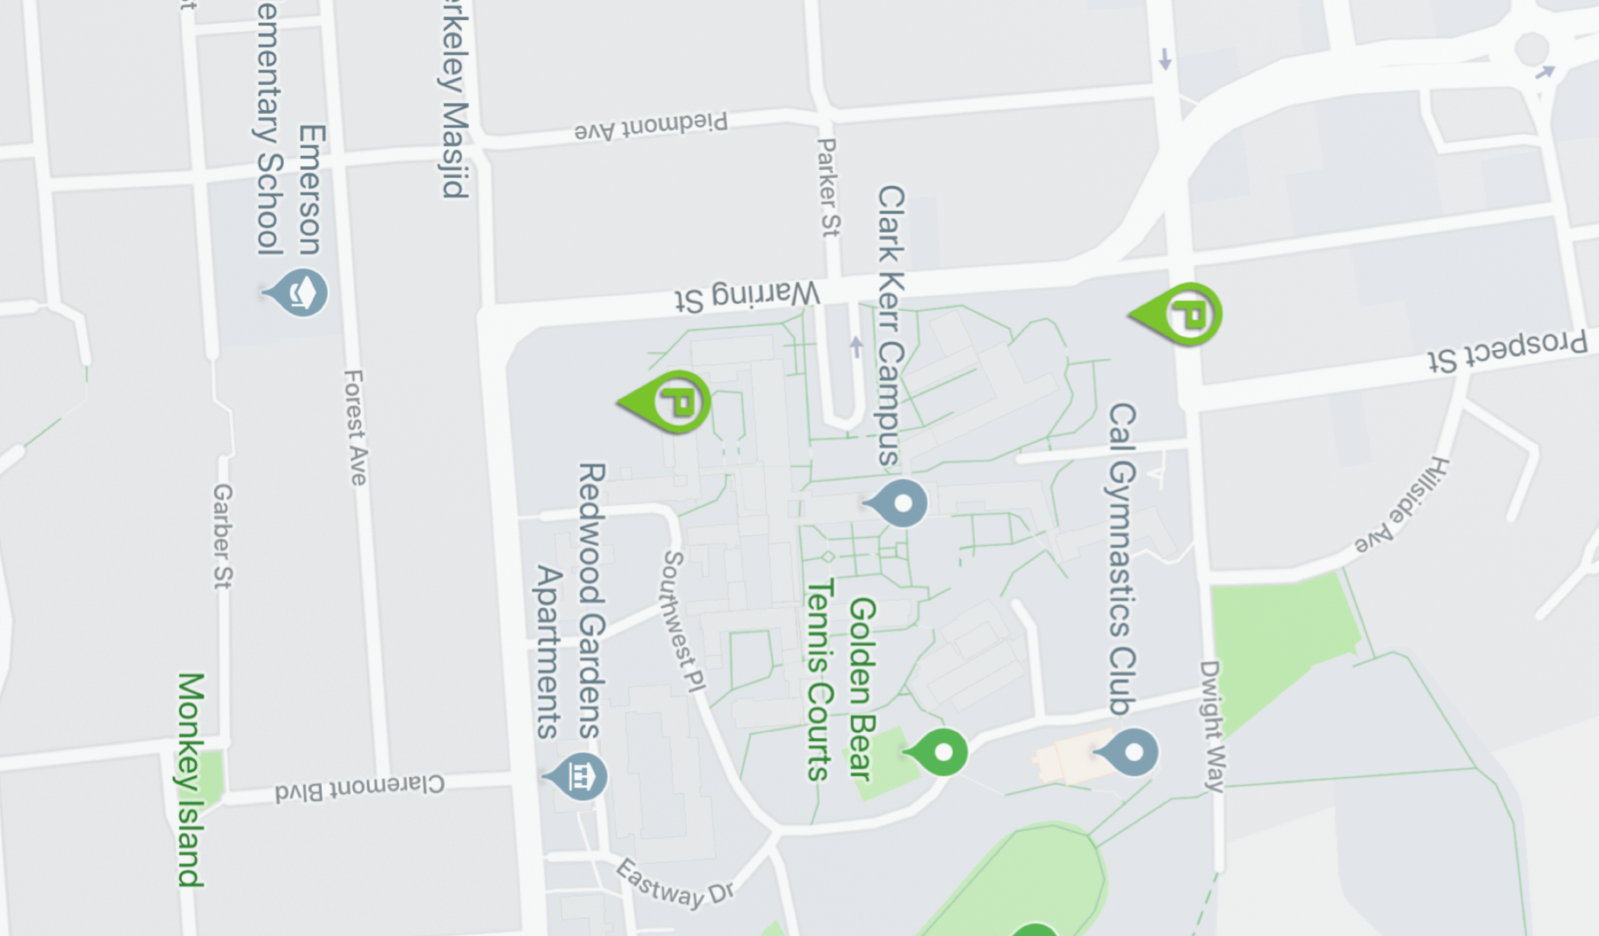 Emerson
ementary School
erkeley Masjid
Piedmont Ave
Parker St
Clark Kerr Campus
Warring St
P
P
Prospect St
Forest Ave
Garber St
Redwood Gardens
Apartments
Southwest Pl
Golden Bear
Tennis Courts
Cal Gymnastics Club
Hillside Ave
Dwight Way
Monkey Island
Claremont Blvd
Eastway Dr